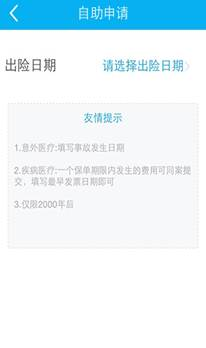 自助申请
出险日期 请选择出险日期
友情提示
1.意外医疗:填写事故发生日期
2.疾病医疗:一个保单期限内发生的费用可同案提
交，填写最早发票日期即可
3.仅限2000年后